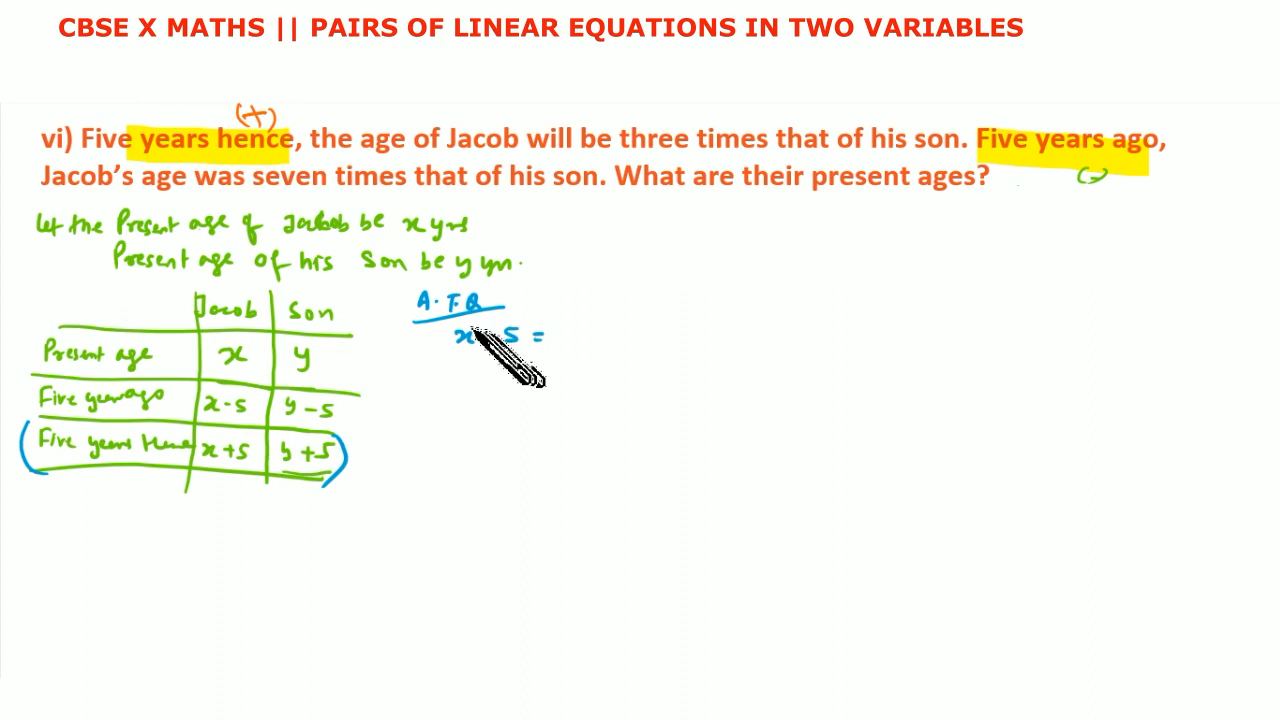 CBSE X MATHS || PAIRS OF LINEAR EQUATIONS IN TWO VARIABLES
(+)
vi) Five years hence, the age of Jacob will be three times that of his son. Five years ago,
Jacob's age was seven times that of his son. What are their present ages?
(-)
Let the Present age of Jacob be x yrs
Present age of his Son be y yrs.
Jacob Son
Present age x y
Five years ago x-5 y-5
Five years Hence x+5 y+5
A.T.Q
x 5 =